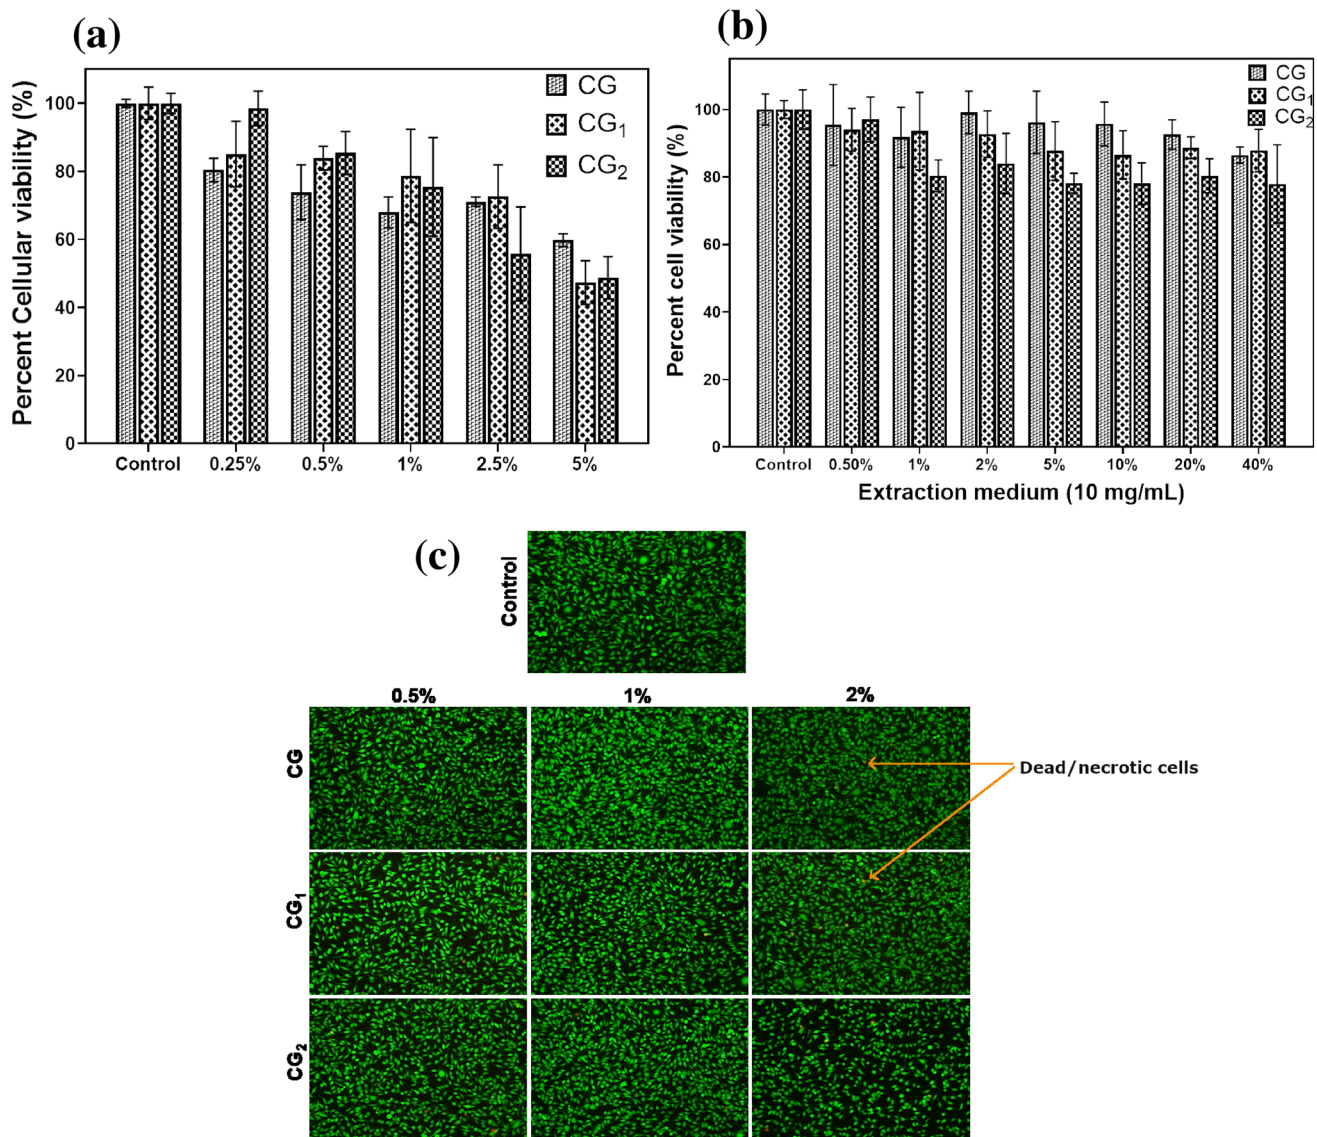 (a)
Percent Cellular viability (%)
100
80
60
40
20
0
CG
CG₁
CG₂
Control 0.25% 0.5% 1% 2.5% 5%
(b)
Percent cell viability (%)
100
80
60
40
20
0
CG
CG₁
CG₂
Control 0.50% 1% 2% 5% 10% 20% 40%
Extraction medium (10 mg/mL)
(c)
Control
0.5% 1% 2%
CG
Dead/necrotic cells
CG₁
CG₂